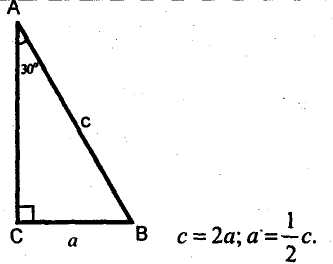 A
30°
c
C
a
B
c = 2a; a = 1/2 c.